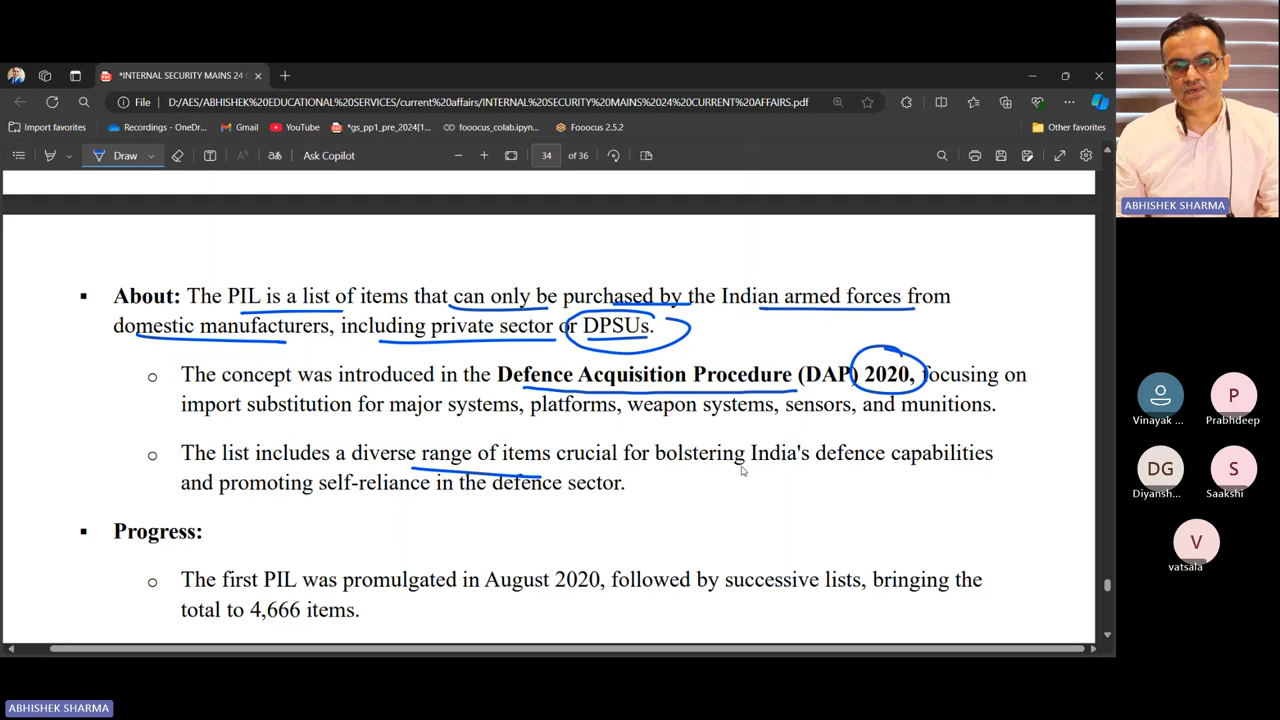 *INTERNAL SECURITY MAINS 24 C
File
D:/AES/ABHISHEK%20EDUCATIONAL%20SERVICES/current%20affairs/INTERNAL%20SECURITY%20MAINS%202024%20CURRENT%20AFFAIRS.pdf
Import favorites
Recordings - OneDr...
Gmail
YouTube
*gs_pp1_pre_2024[1...
foooocus_colab.ipyn...
Fooocus 2.5.2
Other favorites
Draw
Ask Copilot
34 of 36
ABHISHEK SHARMA
▪ About: The PIL is a list of items that can only be purchased by the Indian armed forces from
domestic manufacturers, including private sector or DPSUs.
o The concept was introduced in the Defence Acquisition Procedure (DAP) 2020, focusing on
import substitution for major systems, platforms, weapon systems, sensors, and munitions.
o The list includes a diverse range of items crucial for bolstering India's defence capabilities
and promoting self-reliance in the defence sector.
▪ Progress:
o The first PIL was promulgated in August 2020, followed by successive lists, bringing the
total to 4,666 items.
Vinayak ...
P
Prabhdeep
DG
Diyansh...
S
Saakshi
V
vatsala
ABHISHEK SHARMA